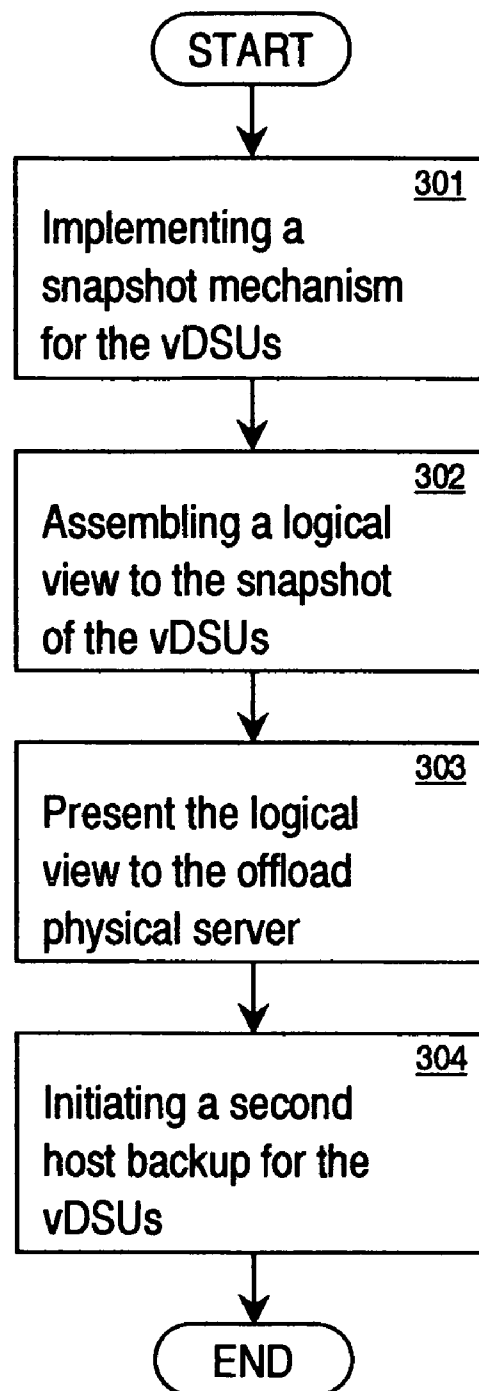 START
301
Implementing a
snapshot mechanism
for the vDSUs
302
Assembling a logical
view to the snapshot
of the vDSUs
303
Present the logical
view to the offload
physical server
304
Initiating a second
host backup for the
vDSUs
END